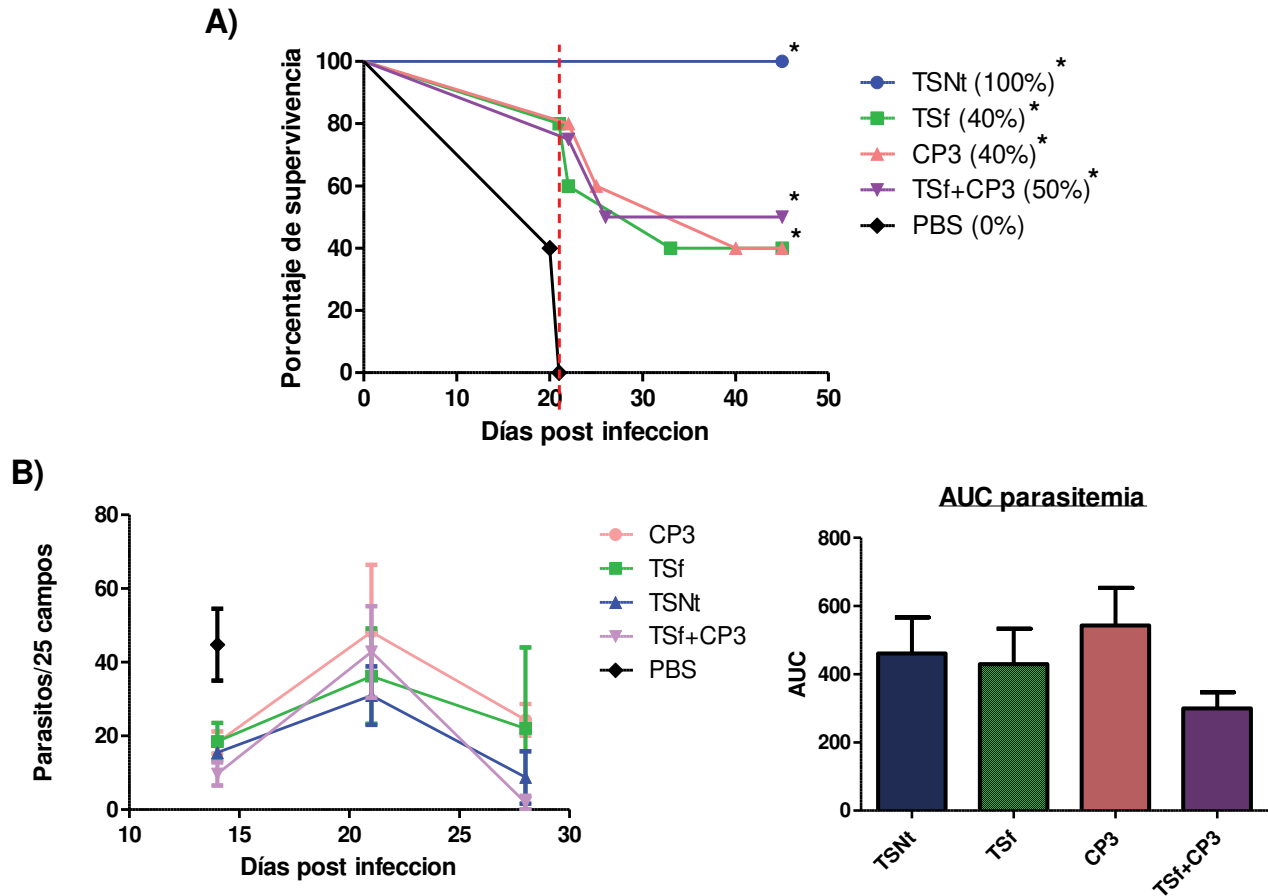 A)
Porcentaje de supervivencia
100
80
60
40
20
0
0
10
20
30
40
50
Días post infeccion
*
*
*
TSNt (100%)*
TSf (40%)*
CP3 (40%)*
TSf+CP3 (50%)*
PBS (0%)
B)
Parasitos/25 campos
80
60
40
20
0
10
15
20
25
30
Días post infeccion
CP3
TSf
TSNt
TSf+CP3
PBS
AUC parasitemia
AUC
800
600
400
200
0
TSNt
TSf
CP3
TSf+CP3